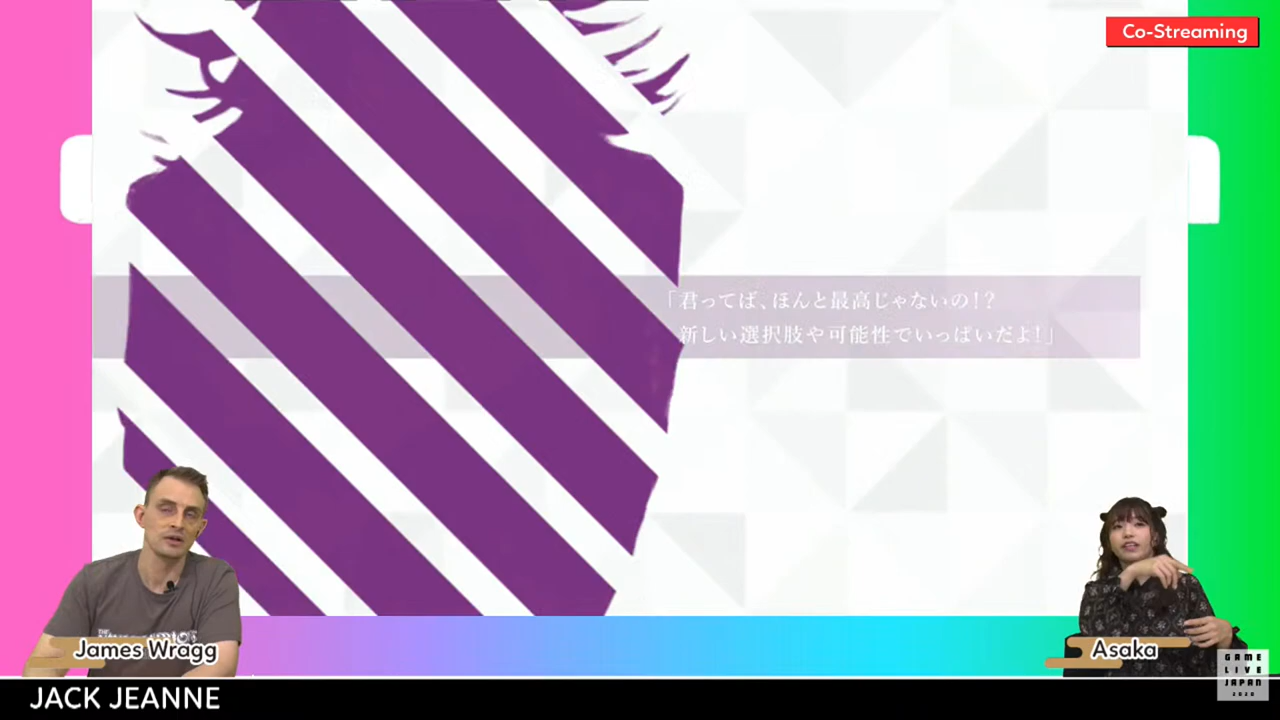 Co-Streaming
「君ってば、ほんと最高じゃないの！？
新しい選択肢や可能性でいっぱいだよ！」
James Wragg
Asaka
GAME
LIVE
JAPAN
JACK JEANNE